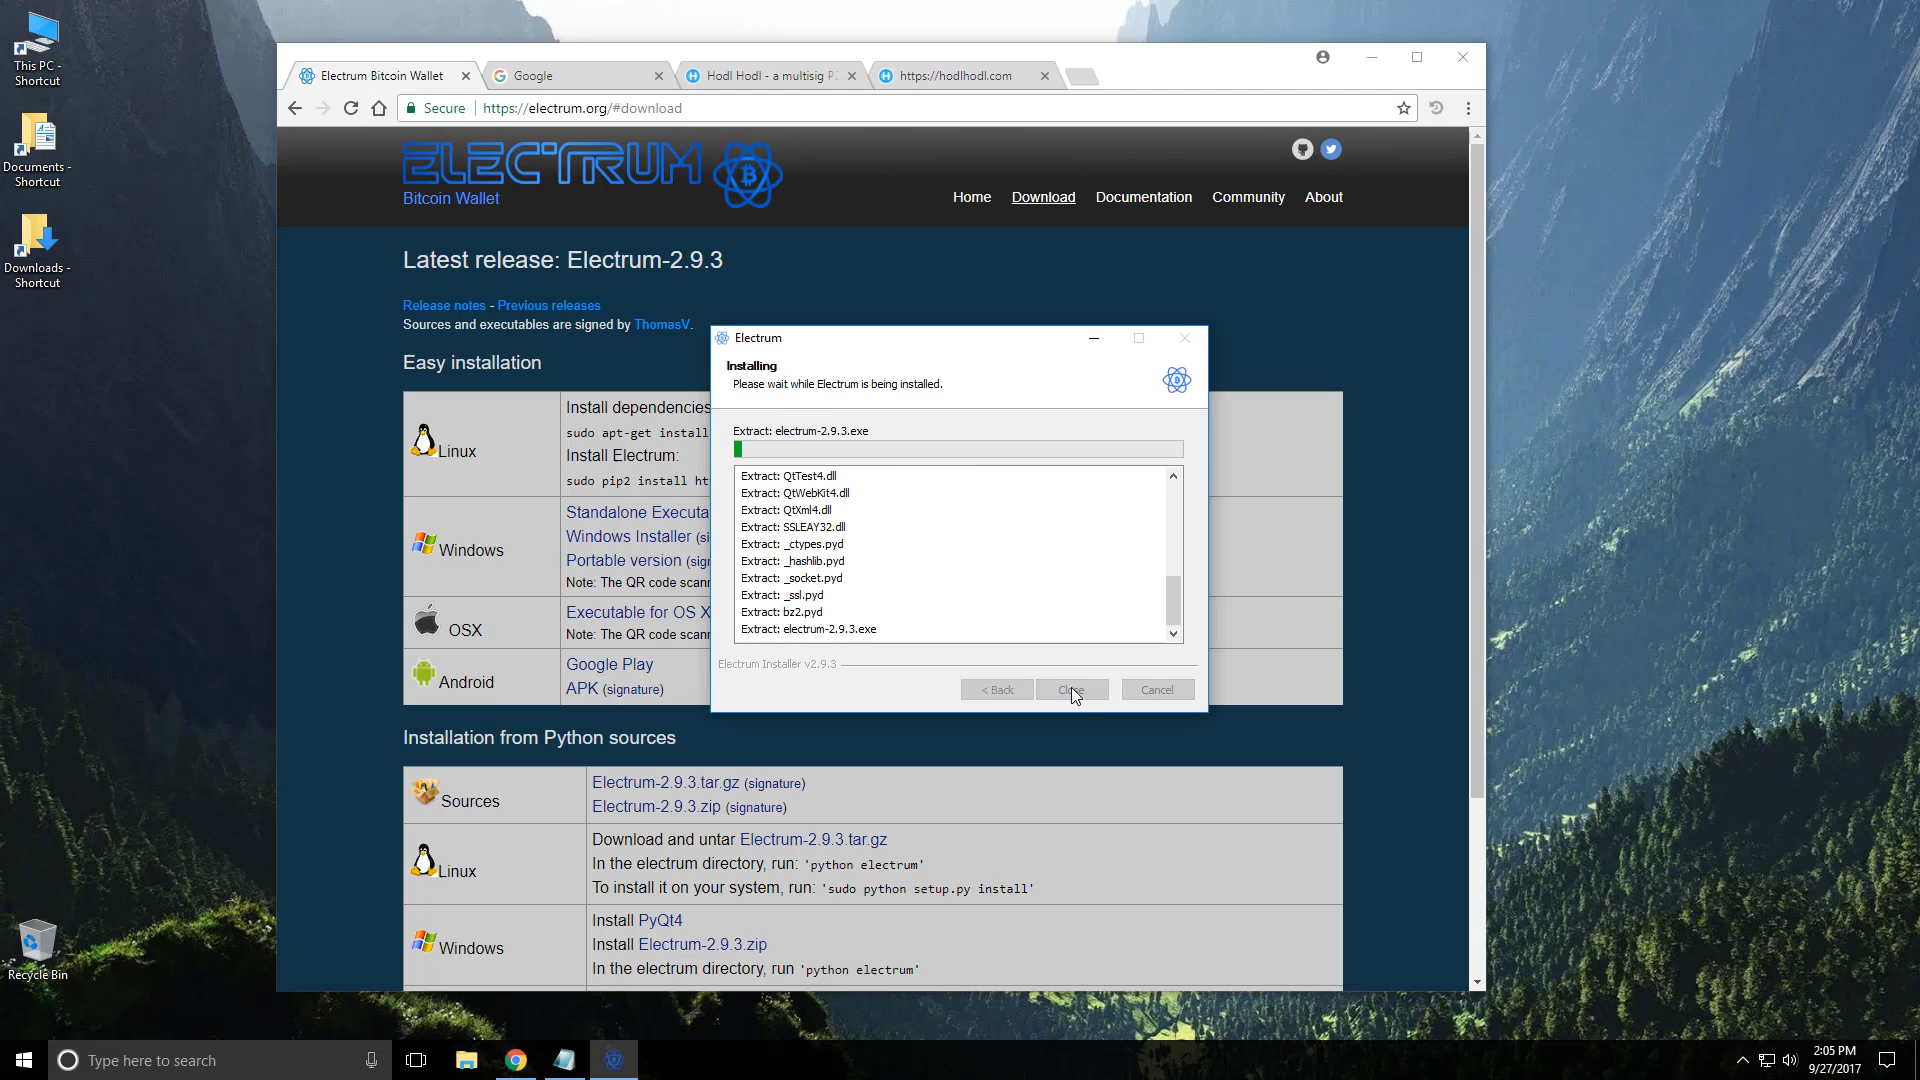 This PC -
Shortcut
Documents -
Shortcut
Downloads -
Shortcut
Recycle Bin
Electrum Bitcoin Wallet
Google
Hodl Hodl - a multisig P2
https://hodlhodl.com
Secure
https://electrum.org/#download
ELECTRUM
Bitcoin Wallet
Home
Download
Documentation
Community
About
Latest release: Electrum-2.9.3
Release notes - Previous releases
Sources and executables are signed by ThomasV.
Easy installation
Linux
Install dependencies
sudo apt-get install
Install Electrum:
sudo pip2 install ht
Windows
Standalone Executa
Windows Installer (si
Portable version (sig
Note: The QR code scann
OSX
Executable for OS X
Note: The QR code scann
Android
Google Play
APK (signature)
Electrum
Installing
Please wait while Electrum is being installed.
Extract: electrum-2.9.3.exe
Extract: QtTest4.dll
Extract: QtWebKit4.dll
Extract: QtXml4.dll
Extract: SSLEAY32.dll
Extract: _ctypes.pyd
Extract: _hashlib.pyd
Extract: _socket.pyd
Extract: _ssl.pyd
Extract: bz2.pyd
Extract: electrum-2.9.3.exe
Electrum Installer v2.9.3
< Back
Close
Cancel
Installation from Python sources
Sources
Electrum-2.9.3.tar.gz (signature)
Electrum-2.9.3.zip (signature)
Linux
Download and untar Electrum-2.9.3.tar.gz
In the electrum directory, run: 'python electrum'
To install it on your system, run: 'sudo python setup.py install'
Windows
Install PyQt4
Install Electrum-2.9.3.zip
In the electrum directory, run 'python electrum'
Type here to search
2:05 PM
9/27/2017